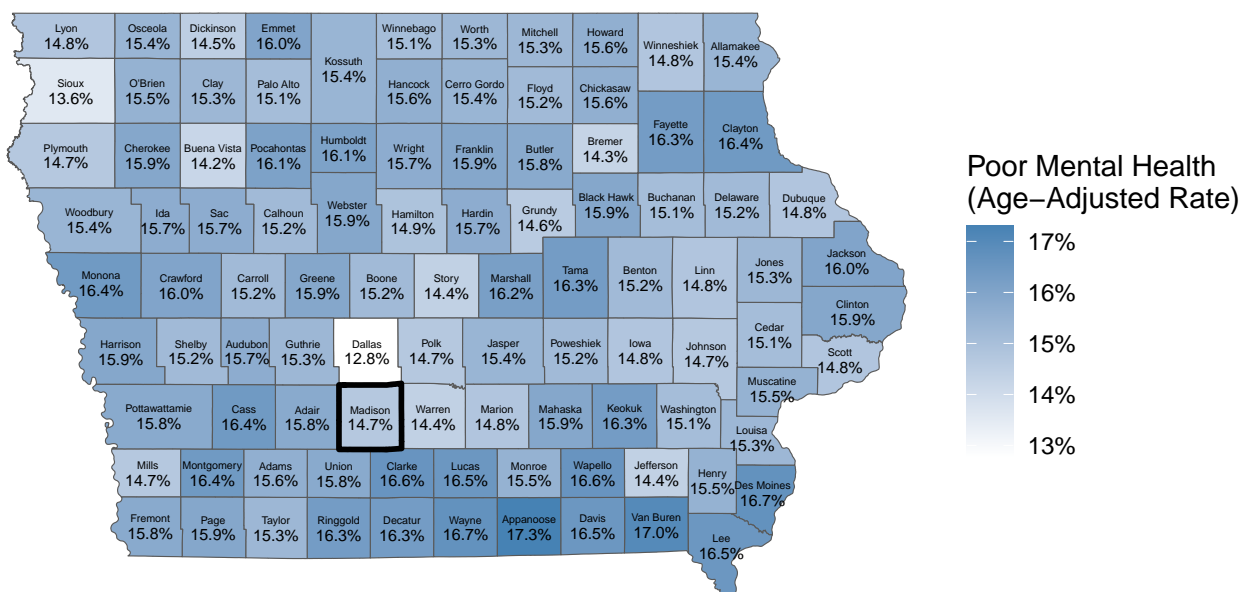 Lyon
14.8%
Osceola
15.4%
Dickinson
14.5%
Emmet
16.0%
Kossuth
15.4%
Winnebago
15.1%
Worth
15.3%
Mitchell
15.3%
Howard
15.6%
Winneshiek
14.8%
Allamakee
15.4%
Sioux
13.6%
O'Brien
15.5%
Clay
15.3%
Palo Alto
15.1%
Hancock
15.6%
Cerro Gordo
15.4%
Floyd
15.2%
Chickasaw
15.6%
Fayette
16.3%
Clayton
16.4%
Plymouth
14.7%
Cherokee
15.9%
Buena Vista
14.2%
Pocahontas
16.1%
Humboldt
16.1%
Wright
15.7%
Franklin
15.9%
Butler
15.8%
Bremer
14.3%
Woodbury
15.4%
Ida
15.7%
Sac
15.7%
Calhoun
15.2%
Webster
15.9%
Hamilton
14.9%
Hardin
15.7%
Grundy
14.6%
Black Hawk
15.9%
Buchanan
15.1%
Delaware
15.2%
Dubuque
14.8%
Monona
16.4%
Crawford
16.0%
Carroll
15.2%
Greene
15.9%
Boone
15.2%
Story
14.4%
Marshall
16.2%
Tama
16.3%
Benton
15.2%
Linn
14.8%
Jones
15.3%
Jackson
16.0%
Clinton
15.9%
Harrison
15.9%
Shelby
15.2%
Audubon
15.7%
Guthrie
15.3%
Dallas
12.8%
Polk
14.7%
Jasper
15.4%
Poweshiek
15.2%
Iowa
14.8%
Johnson
14.7%
Cedar
15.1%
Scott
14.8%
Muscatine
15.5%
Pottawattamie
15.8%
Cass
16.4%
Adair
15.8%
Madison
14.7%
Warren
14.4%
Marion
14.8%
Mahaska
15.9%
Keokuk
16.3%
Washington
15.1%
Louisa
15.3%
Mills
14.7%
Montgomery
16.4%
Adams
15.6%
Union
15.8%
Clarke
16.6%
Lucas
16.5%
Monroe
15.5%
Wapello
16.6%
Jefferson
14.4%
Henry
15.5%
Des Moines
16.7%
Fremont
15.8%
Page
15.9%
Taylor
15.3%
Ringgold
16.3%
Decatur
16.3%
Wayne
16.7%
Appanoose
17.3%
Davis
16.5%
Van Buren
17.0%
Lee
16.5%
Poor Mental Health
(Age−Adjusted Rate)
17%
16%
15%
14%
13%